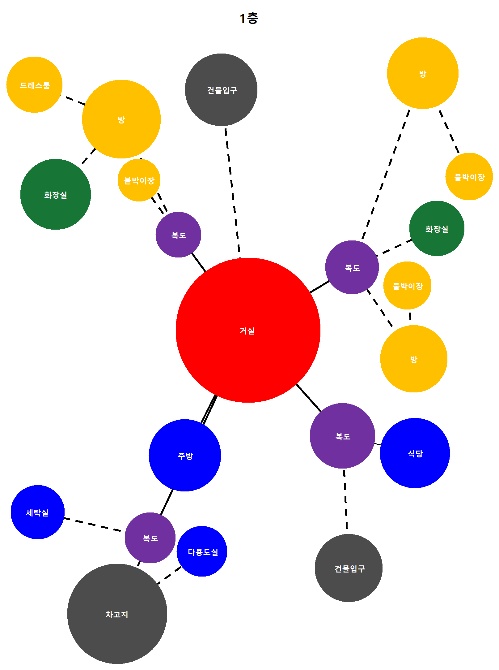 1층
방
드레스룸
건물입구
방
붙박이장
붙박이장
화장실
화장실
복도
복도
붙박이장
거실
방
복도
식당
주방
세탁실
복도
다용도실
건물입구
차고지